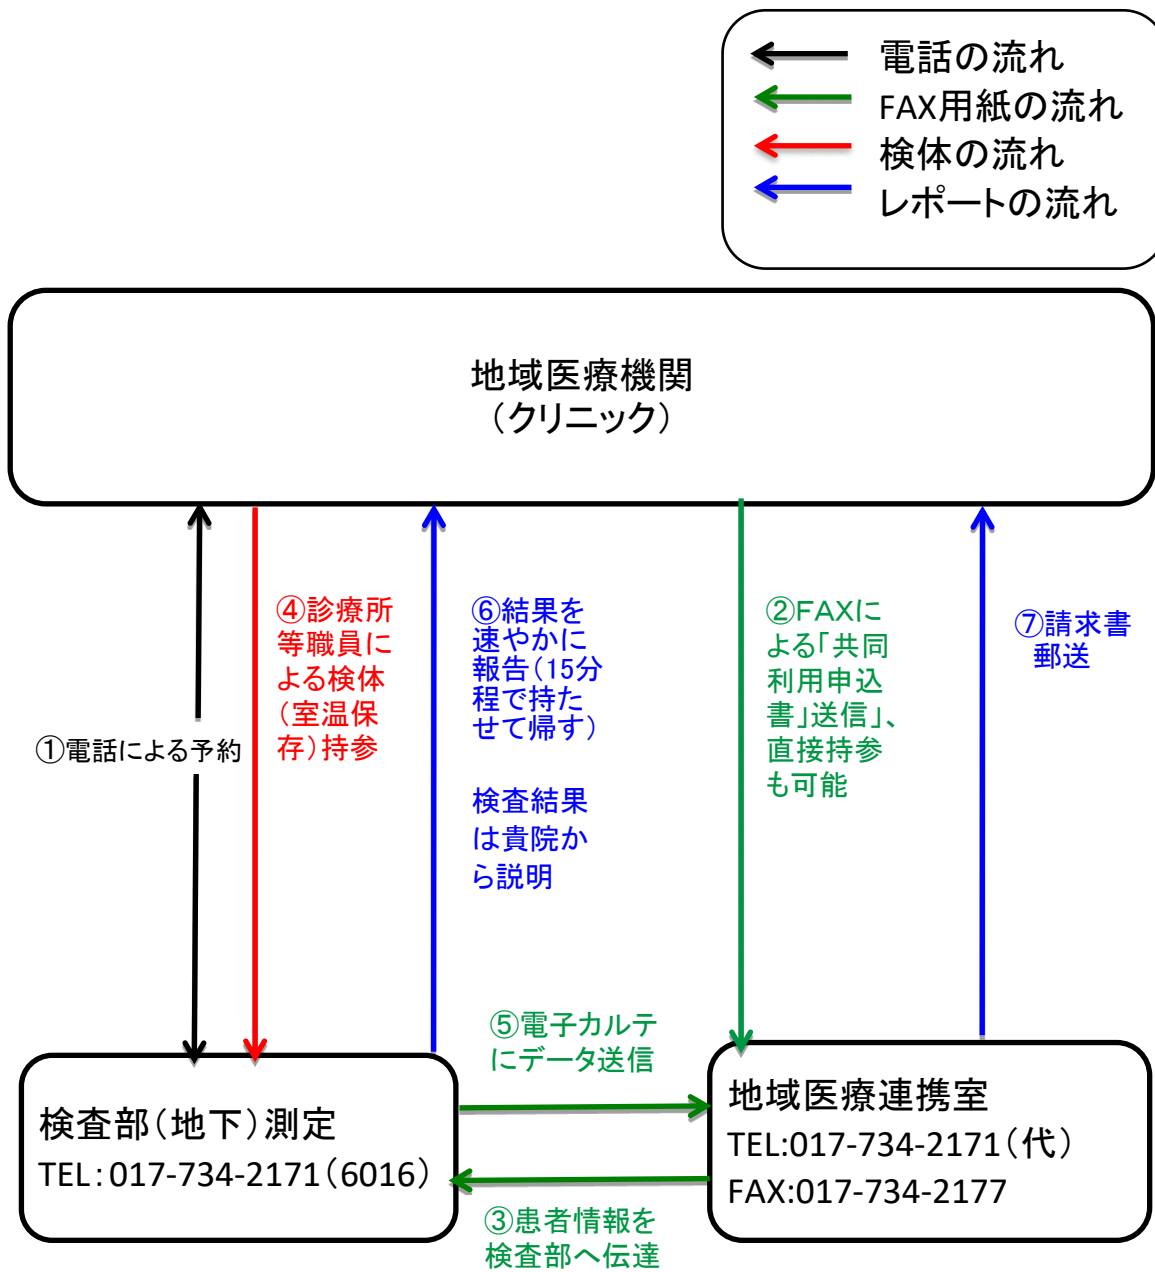 電話の流れ
FAX用紙の流れ
検体の流れ
レポートの流れ
地域医療機関
（クリニック）
①電話による予約
④診療所
等職員に
よる検体
（室温保
存）持参
⑥結果を
速やかに
報告（15分
程で持た
せて帰す）
検査結果
は貴院か
ら説明
②FAXに
よる「共同
利用申込
書」送信」、
直接持参
も可能
⑦請求書
郵送
⑤電子カルテ
にデータ送信
検査部（地下）測定
TEL：017-734-2171（6016）
地域医療連携室
TEL:017-734-2171（代）
FAX:017-734-2177
③患者情報を
検査部へ伝達